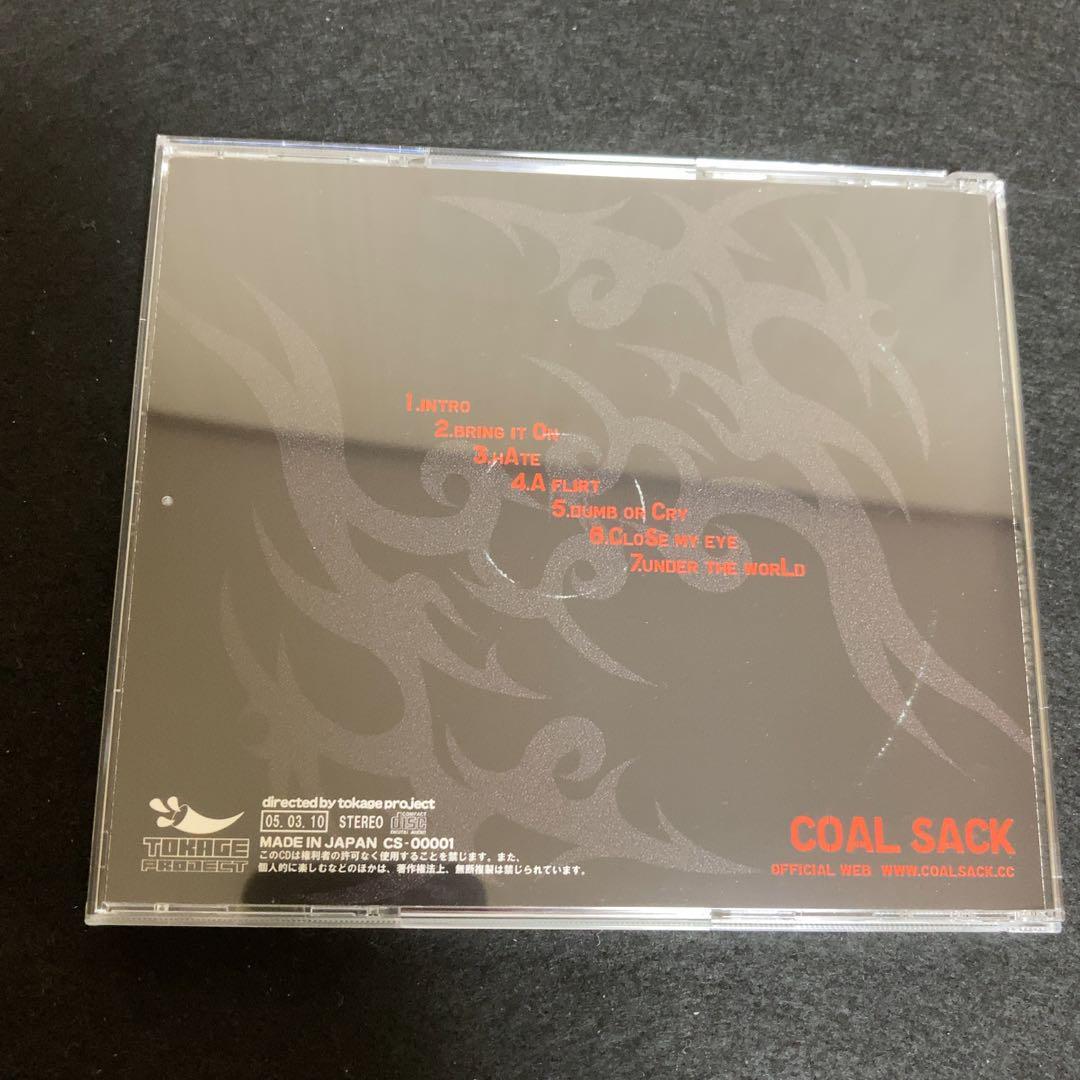 1.INTRO
2.BRING IT ON
3.HATE
4.A FLIRT
5.DUMB OR CRY
6.CLOSE MY EYE
7.UNDER THE WORLD
directed by tokage project
05. 03. 10 STEREO COMPACT disc DIGITAL AUDIO
MADE IN JAPAN CS-00001
このCDは権利者の許可なく使用することを禁じます。また、
個人的に楽しむなどのほかは、著作権法上、無断複製は禁じられています。
TOKAGE
PROJECT
COAL SACK
OFFICIAL WEB WWW.COALSACK.CC